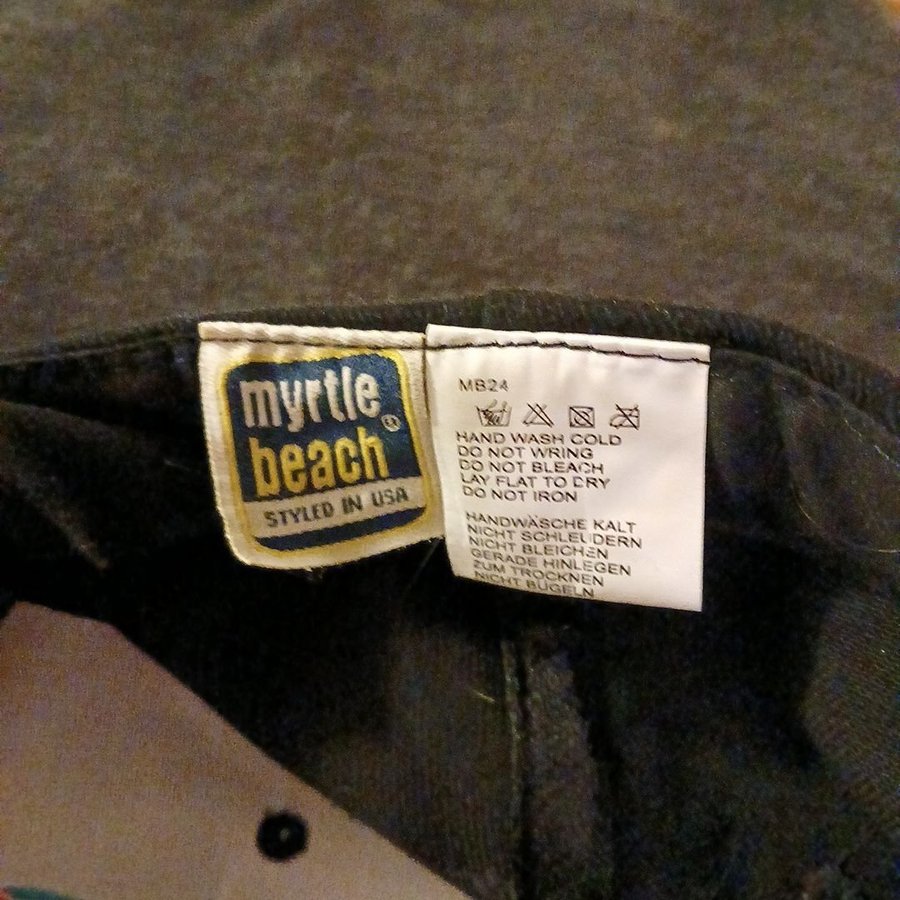 myrtle
beach®
STYLED IN USA
MB24
HAND WASH COLD
DO NOT WRING
DO NOT BLEACH
LAY FLAT TO DRY
DO NOT IRON
HANDWÄSCHE KALT
NICHT SCHLEUDERN
NICHT BLEICHEN
GERADE HINLEGEN
ZUM TROCKNEN
NICHT BÜGELN